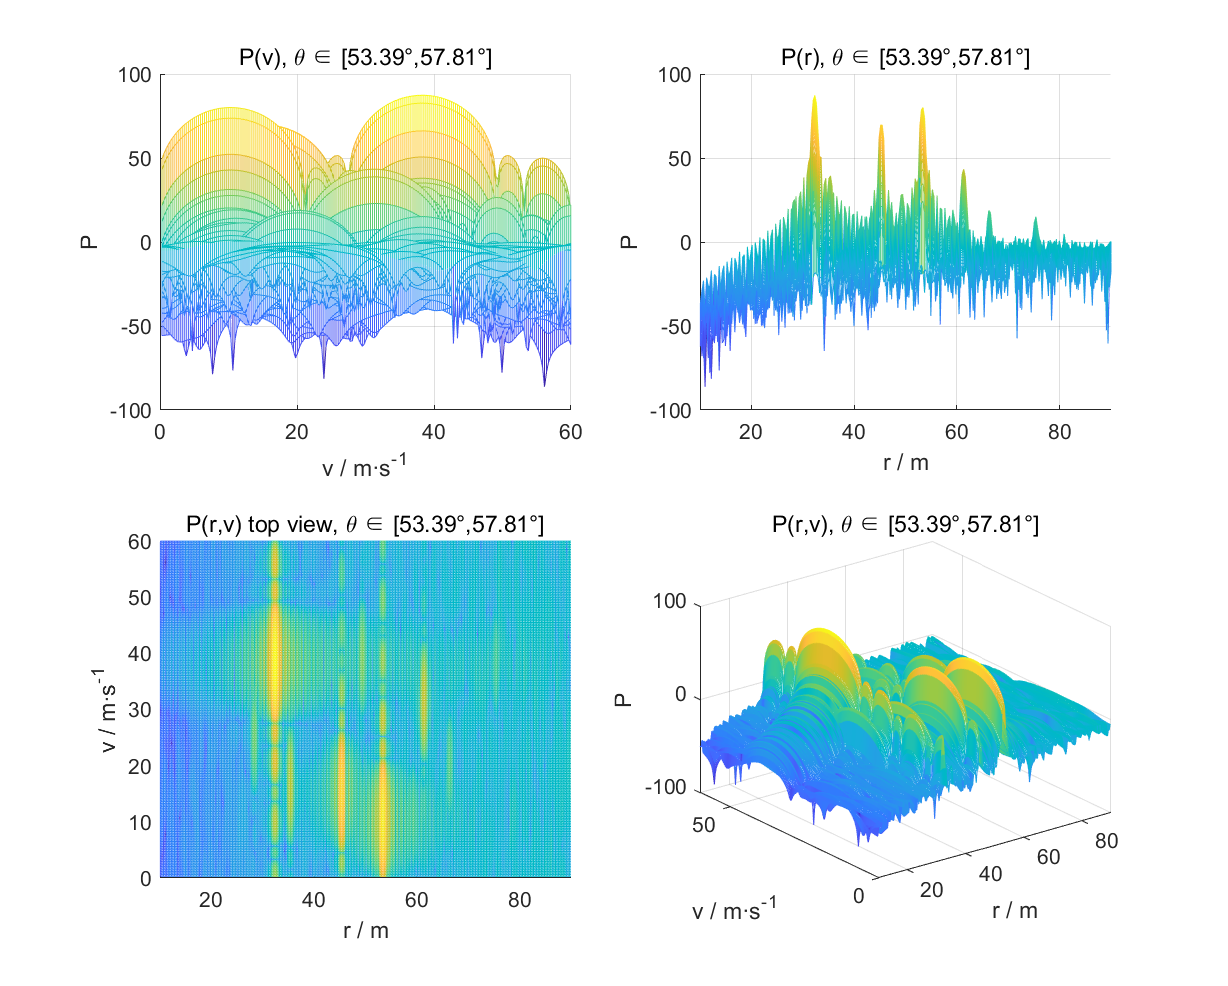 P(v), θ ∈ [53.39°,57.81°]
100
50
0
-50
-100
P
0
20
40
60
v / m·s⁻¹
P(r), θ ∈ [53.39°,57.81°]
100
50
0
-50
-100
P
20
40
60
80
r / m
P(r,v) top view, θ ∈ [53.39°,57.81°]
60
50
40
30
20
10
0
v / m·s⁻¹
20
40
60
80
r / m
P(r,v), θ ∈ [53.39°,57.81°]
100
0
-100
P
50
0
v / m·s⁻¹
20
40
60
80
r / m